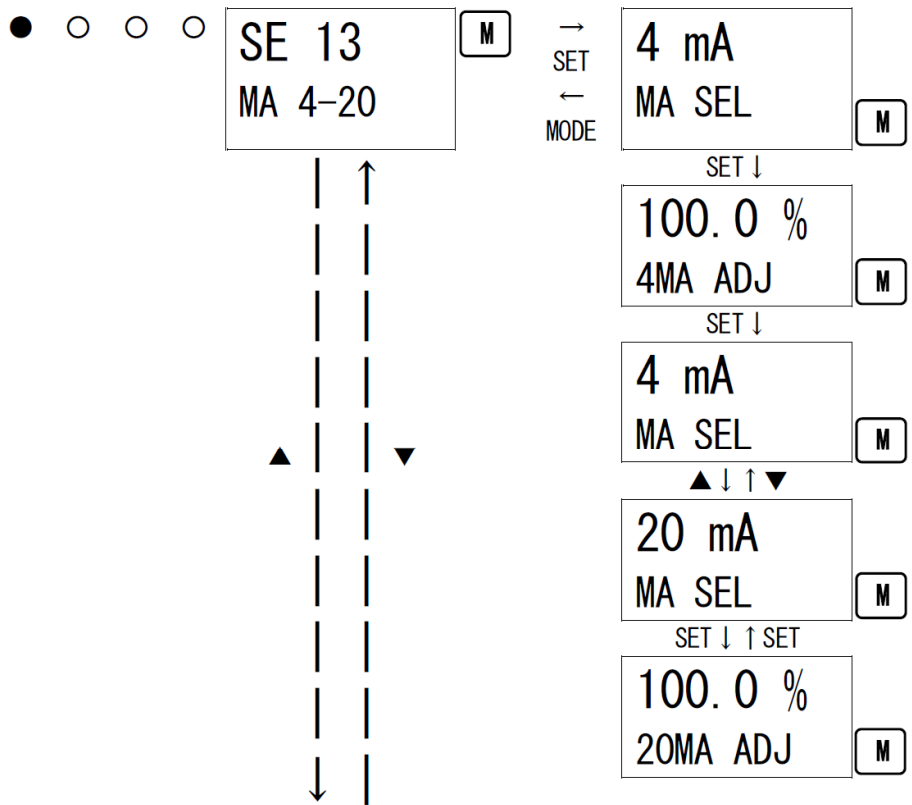 ● ○ ○ ○
SE 13
MA 4-20
M
→
SET
←
MODE
4 mA
MA SEL
M
SET ↓
100.0 %
4MA ADJ
M
SET ↓
4 mA
MA SEL
M
▲ ↓ ↑ ▼
20 mA
MA SEL
M
SET ↓ ↑ SET
100.0 %
20MA ADJ
M
▲ ▼